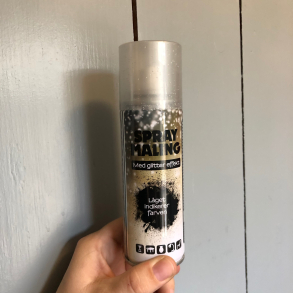 SPRAY
MALING
Med glitter effekt
Låget
indikerer
farven